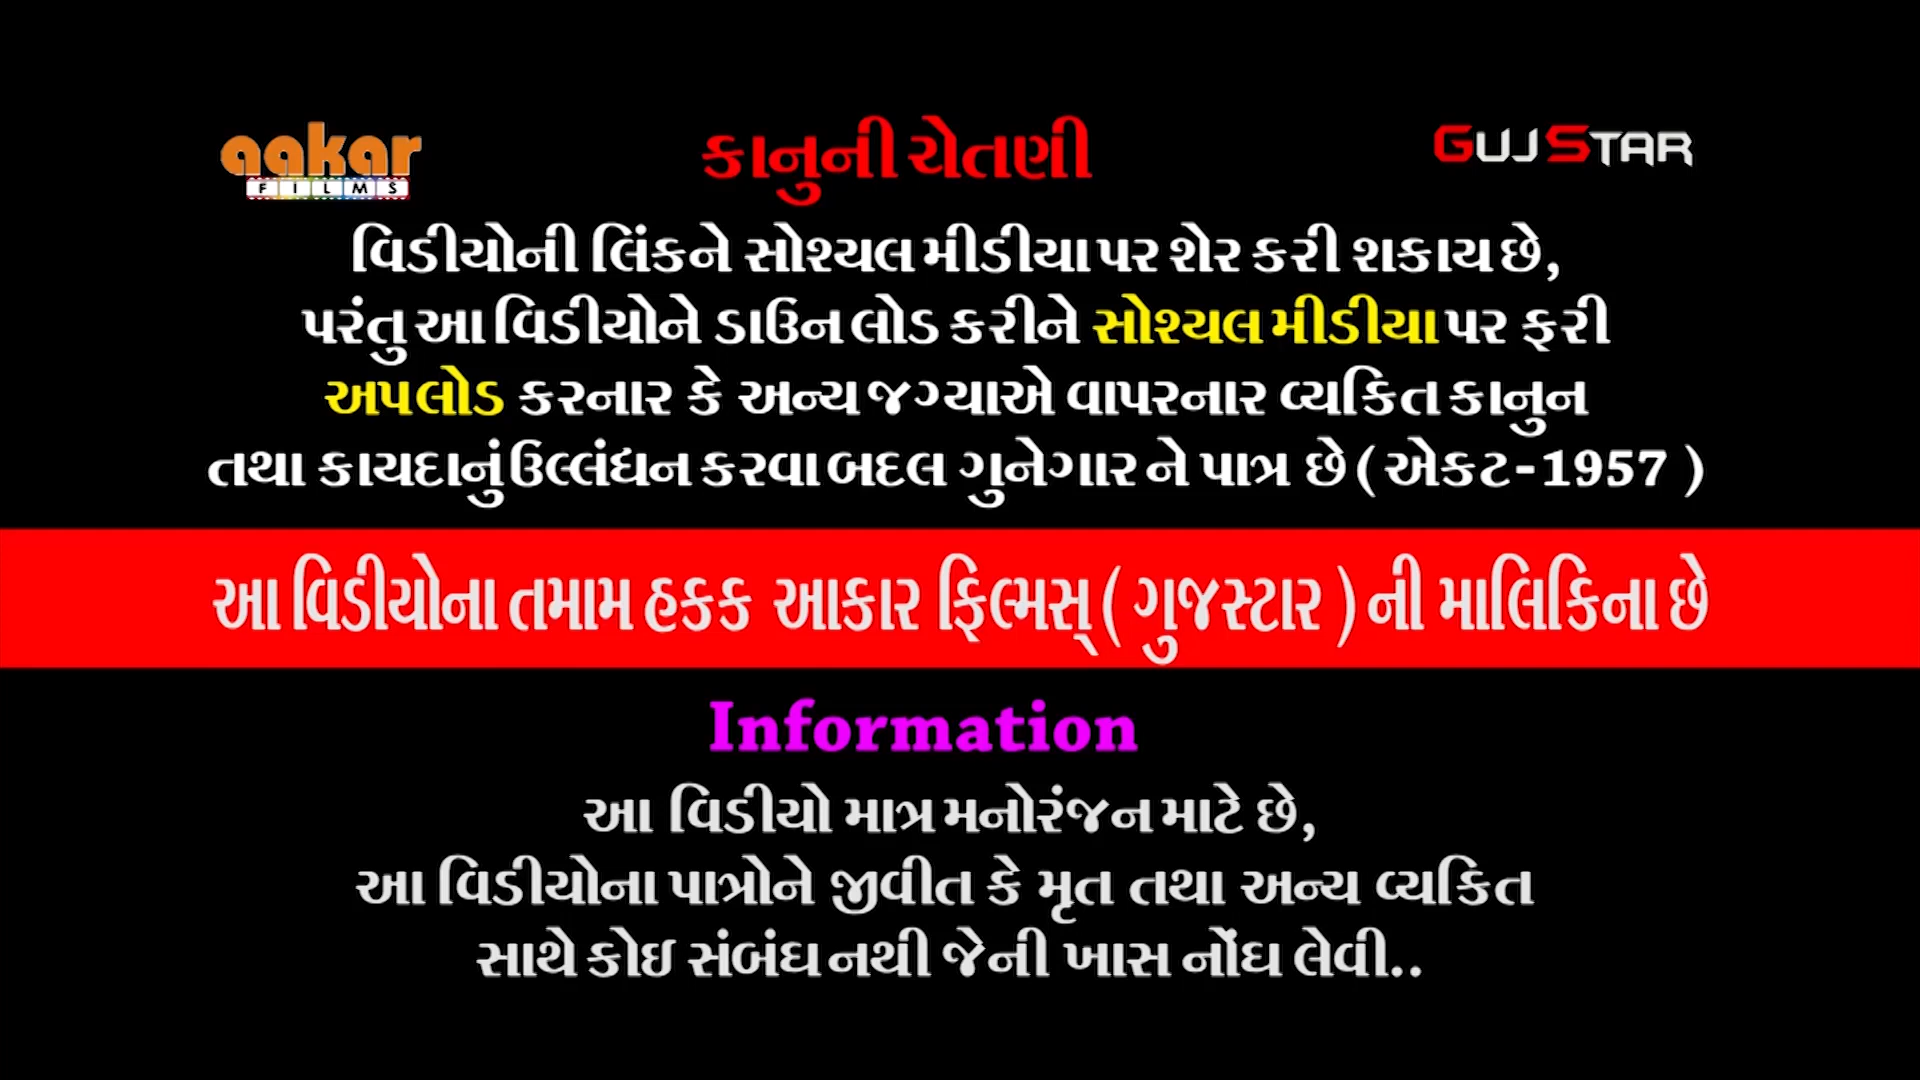 aakar
FILMS
કાનુની ચેતણી
GUJSTAR
વિડીયોની લિંકને સોશ્યલ મીડીયા પર શેર કરી શકાય છે,
પરંતુ આ વિડીયોને ડાઉન લોડ કરીને સોશ્યલ મીડીયા પર ફરી
અપલોડ કરનાર કે અન્ય જગ્યાએ વાપરનાર વ્યકિત કાનુન
તથા કાયદાનું ઉલ્લંઘન કરવા બદલ ગુનેગાર ને પાત્ર છે ( એકટ-1957 )
આ વિડીયોના તમામ હકક આકાર ફિલ્મસ્ ( ગુજસ્ટાર ) ની માલિકિના છે
Information
આ વિડીયો માત્ર મનોરંજન માટે છે,
આ વિડીયોના પાત્રોને જીવીત કે મૃત તથા અન્ય વ્યકિત
સાથે કોઇ સંબંઘ નથી જેની ખાસ નોંઘ લેવી..